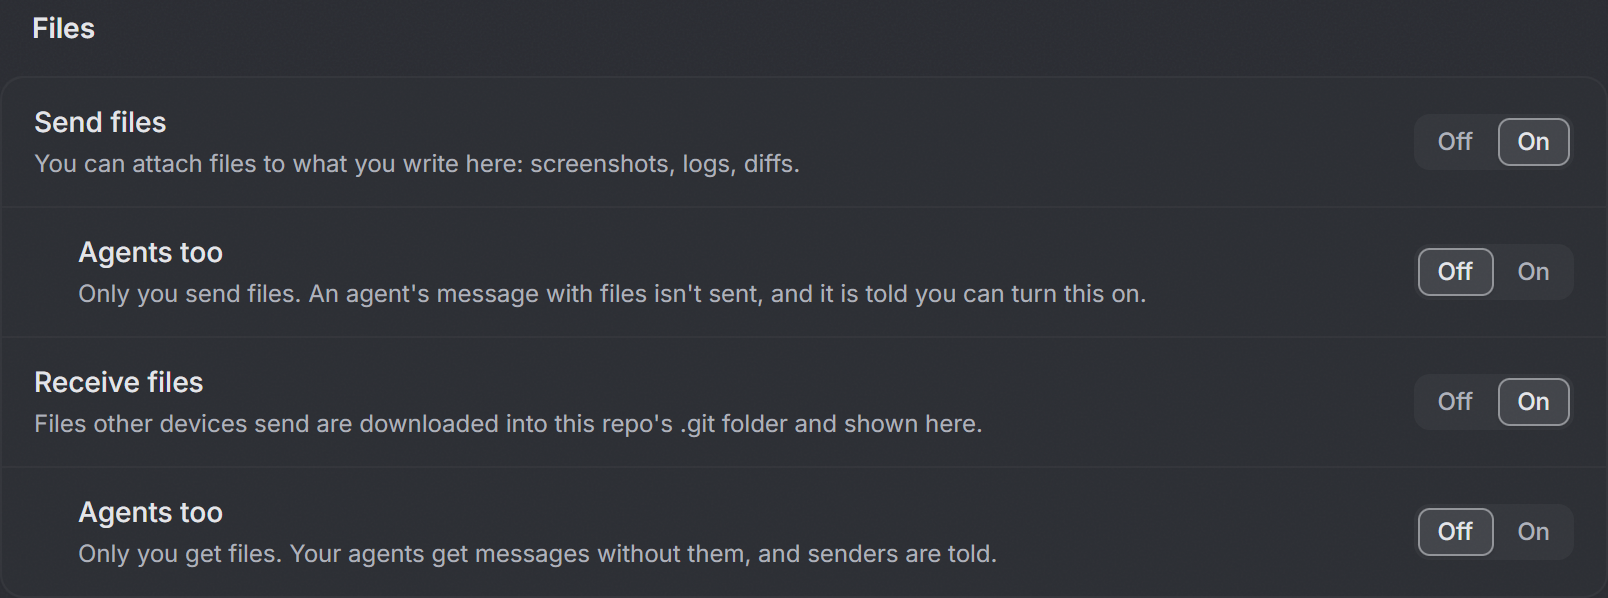 Files
Send files
You can attach files to what you write here: screenshots, logs, diffs.
Off On
Agents too
Only you send files. An agent's message with files isn't sent, and it is told you can turn this on.
Off On
Receive files
Files other devices send are downloaded into this repo's .git folder and shown here.
Off On
Agents too
Only you get files. Your agents get messages without them, and senders are told.
Off On